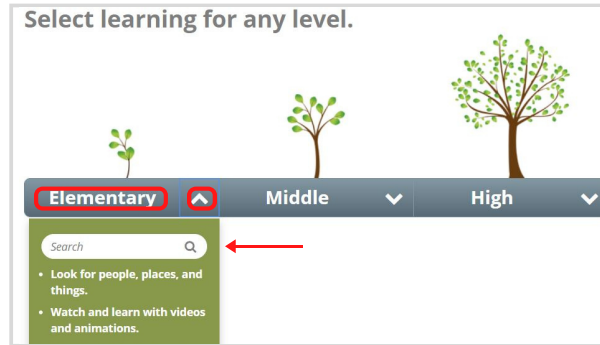 Select learning for any level.
Elementary
Middle
High
Search
• Look for people, places, and
things.
• Watch and learn with videos
and animations.